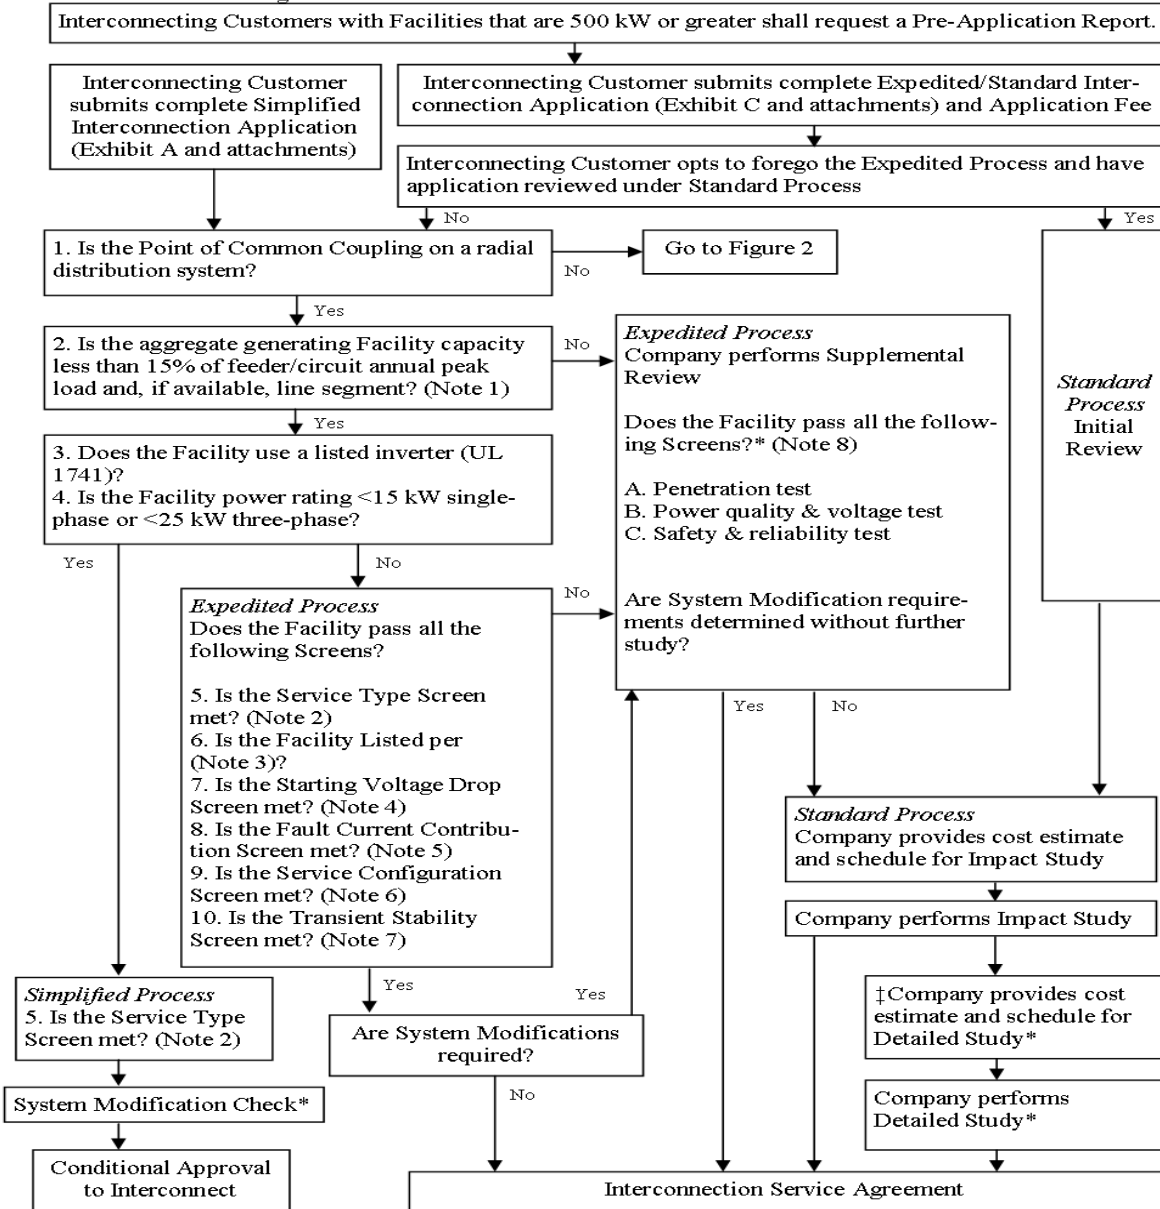 Interconnecting Customers with Facilities that are 500 kW or greater shall request a Pre-Application Report.
Interconnecting Customer
submits complete Simplified
Interconnection Application
(Exhibit A and attachments)
Interconnecting Customer submits complete Expedited/Standard Inter-
connection Application (Exhibit C and attachments) and Application Fee
Interconnecting Customer opts to forego the Expedited Process and have
application reviewed under Standard Process
No
Yes
1. Is the Point of Common Coupling on a radial
distribution system?
No
Go to Figure 2
Yes
2. Is the aggregate generating Facility capacity
less than 15% of feeder/circuit annual peak
load and, if available, line segment? (Note 1)
No
Yes
3. Does the Facility use a listed inverter (UL
1741)?
4. Is the Facility power rating <15 kW single-
phase or <25 kW three-phase?
Yes
No
Expedited Process
Company performs Supplemental
Review
Does the Facility pass all the follow-
ing Screens?* (Note 8)
A. Penetration test
B. Power quality & voltage test
C. Safety & reliability test
Are System Modification require-
ments determined without further
study?
Standard
Process
Initial
Review
Expedited Process
Does the Facility pass all the
following Screens?
5. Is the Service Type Screen
met? (Note 2)
6. Is the Facility Listed per
(Note 3)?
7. Is the Starting Voltage Drop
Screen met? (Note 4)
8. Is the Fault Current Contribu-
tion Screen met? (Note 5)
9. Is the Service Configuration
Screen met? (Note 6)
10. Is the Transient Stability
Screen met? (Note 7)
No
Yes
No
Standard Process
Company provides cost estimate
and schedule for Impact Study
Company performs Impact Study
Yes
Yes
Simplified Process
5. Is the Service Type
Screen met? (Note 2)
Are System Modifications
required?
‡Company provides cost
estimate and schedule for
Detailed Study*
System Modification Check*
No
Company performs
Detailed Study*
Conditional Approval
to Interconnect
Interconnection Service Agreement